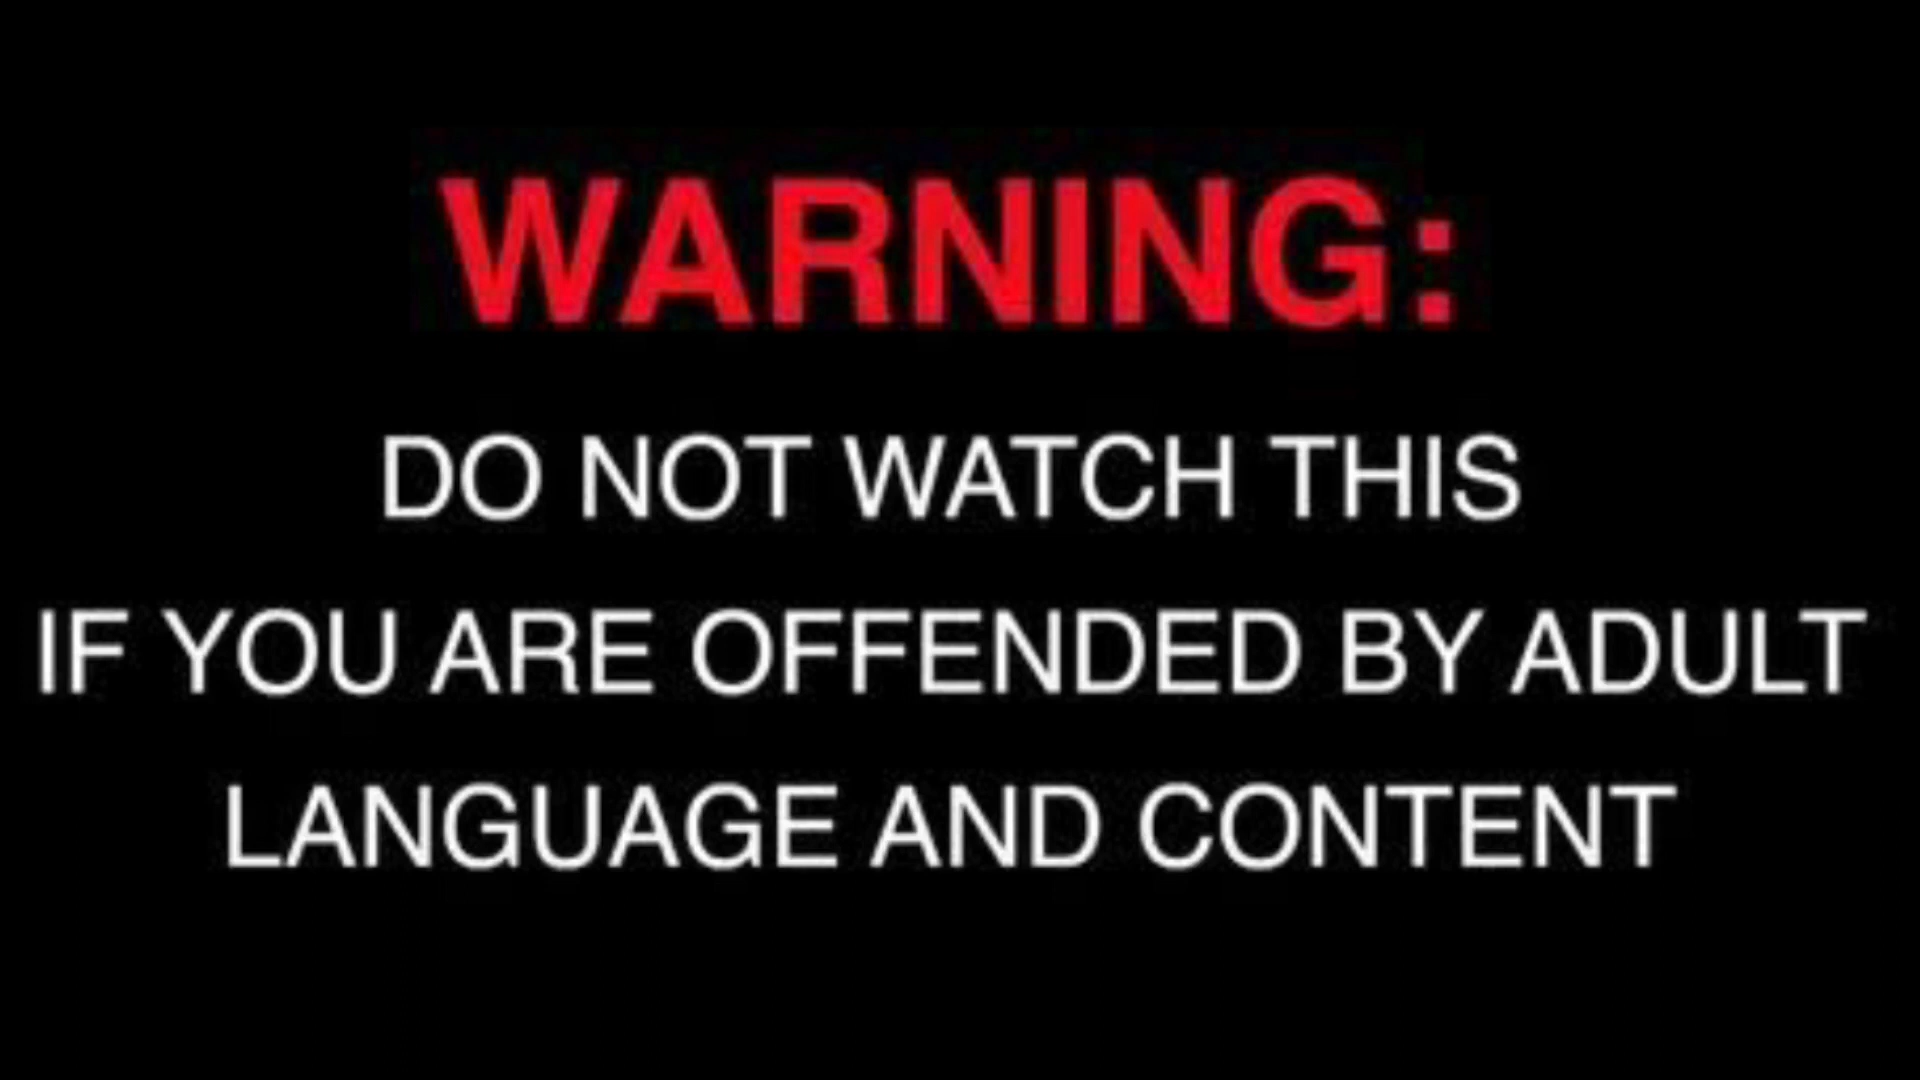 WARNING:
DO NOT WATCH THIS
IF YOU ARE OFFENDED BY ADULT
LANGUAGE AND CONTENT